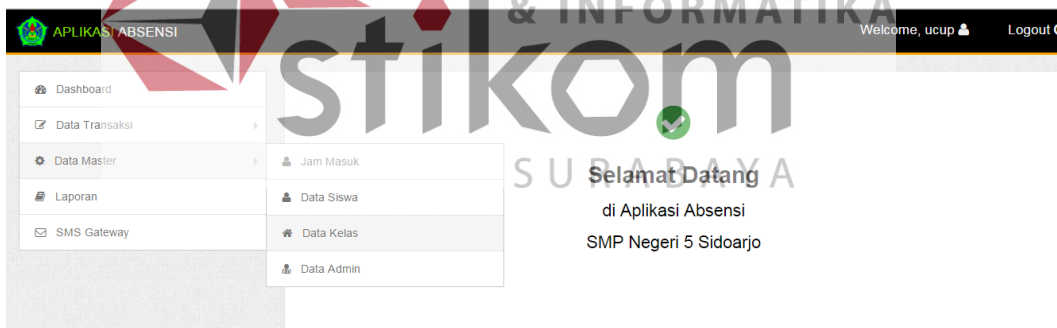 & INFORMATIKA
APLIKASI ABSENSI
Welcome, ucup
Logout
stikom
SURABAYA
Dashboard
Data Transaksi
Data Master
Laporan
SMS Gateway
Jam Masuk
Data Siswa
Data Kelas
Data Admin
Selamat Datang
di Aplikasi Absensi
SMP Negeri 5 Sidoarjo